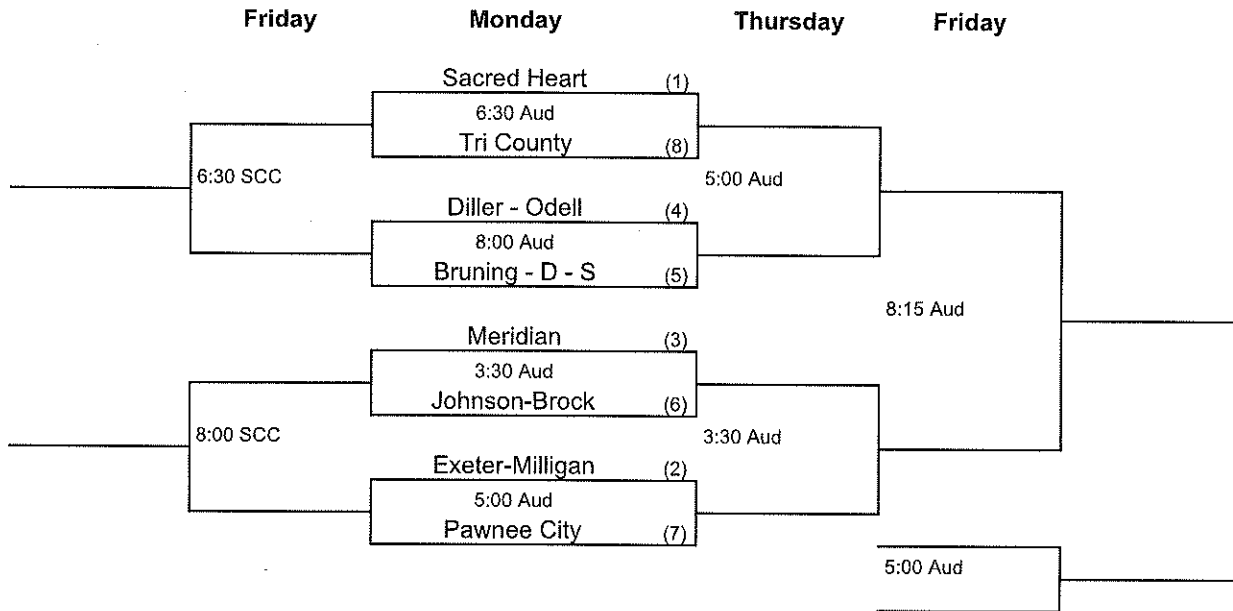 Friday Monday Thursday Friday
Sacred Heart (1)
6:30 Aud
Tri County (8)
6:30 SCC
5:00 Aud
Diller - Odell (4)
8:00 Aud
Bruning - D - S (5)
8:15 Aud
Meridian (3)
3:30 Aud
Johnson-Brock (6)
8:00 SCC
3:30 Aud
Exeter-Milligan (2)
5:00 Aud
Pawnee City (7)
5:00 Aud